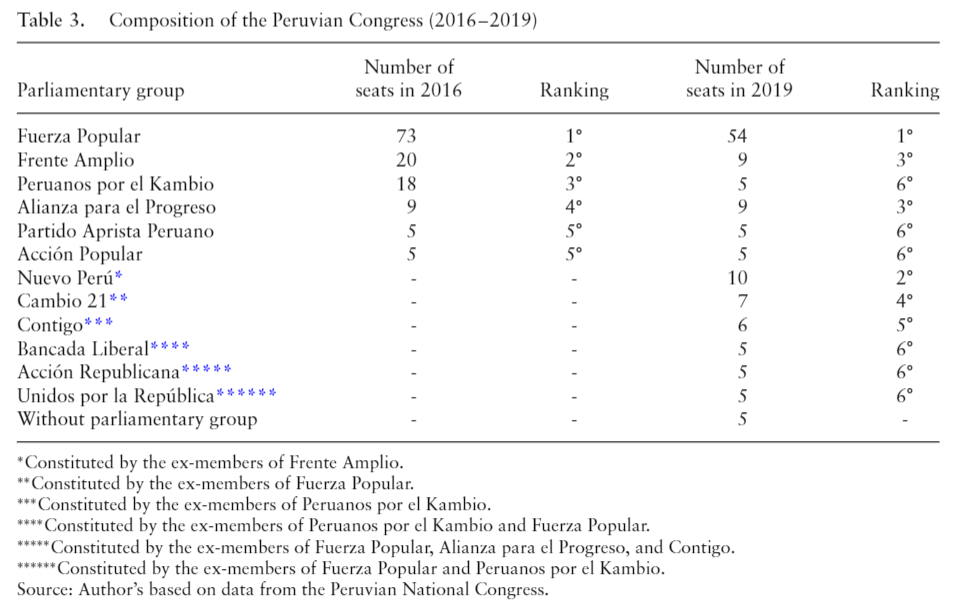 Table 3. Composition of the Peruvian Congress (2016–2019)
Number of Number of
Parliamentary group seats in 2016 Ranking seats in 2019 Ranking
Fuerza Popular 73 1° 54 1°
Frente Amplio 20 2° 9 3°
Peruanos por el Kambio 18 3° 5 6°
Alianza para el Progreso 9 4° 9 3°
Partido Aprista Peruano 5 5° 5 6°
Acción Popular 5 5° 5 6°
Nuevo Perú* - - 10 2°
Cambio 21** - - 7 4°
Contigo*** - - 6 5°
Bancada Liberal**** - - 5 6°
Acción Republicana***** - - 5 6°
Unidos por la República****** - - 5 6°
Without parliamentary group - - 5 -
*Constituted by the ex-members of Frente Amplio.
**Constituted by the ex-members of Fuerza Popular.
***Constituted by the ex-members of Peruanos por el Kambio.
****Constituted by the ex-members of Peruanos por el Kambio and Fuerza Popular.
*****Constituted by the ex-members of Fuerza Popular, Alianza para el Progreso, and Contigo.
******Constituted by the ex-members of Fuerza Popular and Peruanos por el Kambio.
Source: Author’s based on data from the Peruvian National Congress.